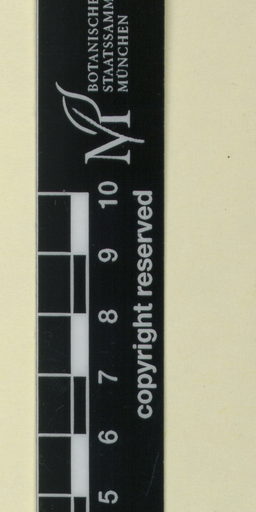 BOTANISCHE
STAATSSAMM
MÜNCHEN
M
10
9
8
7
6
5
copyright reserved